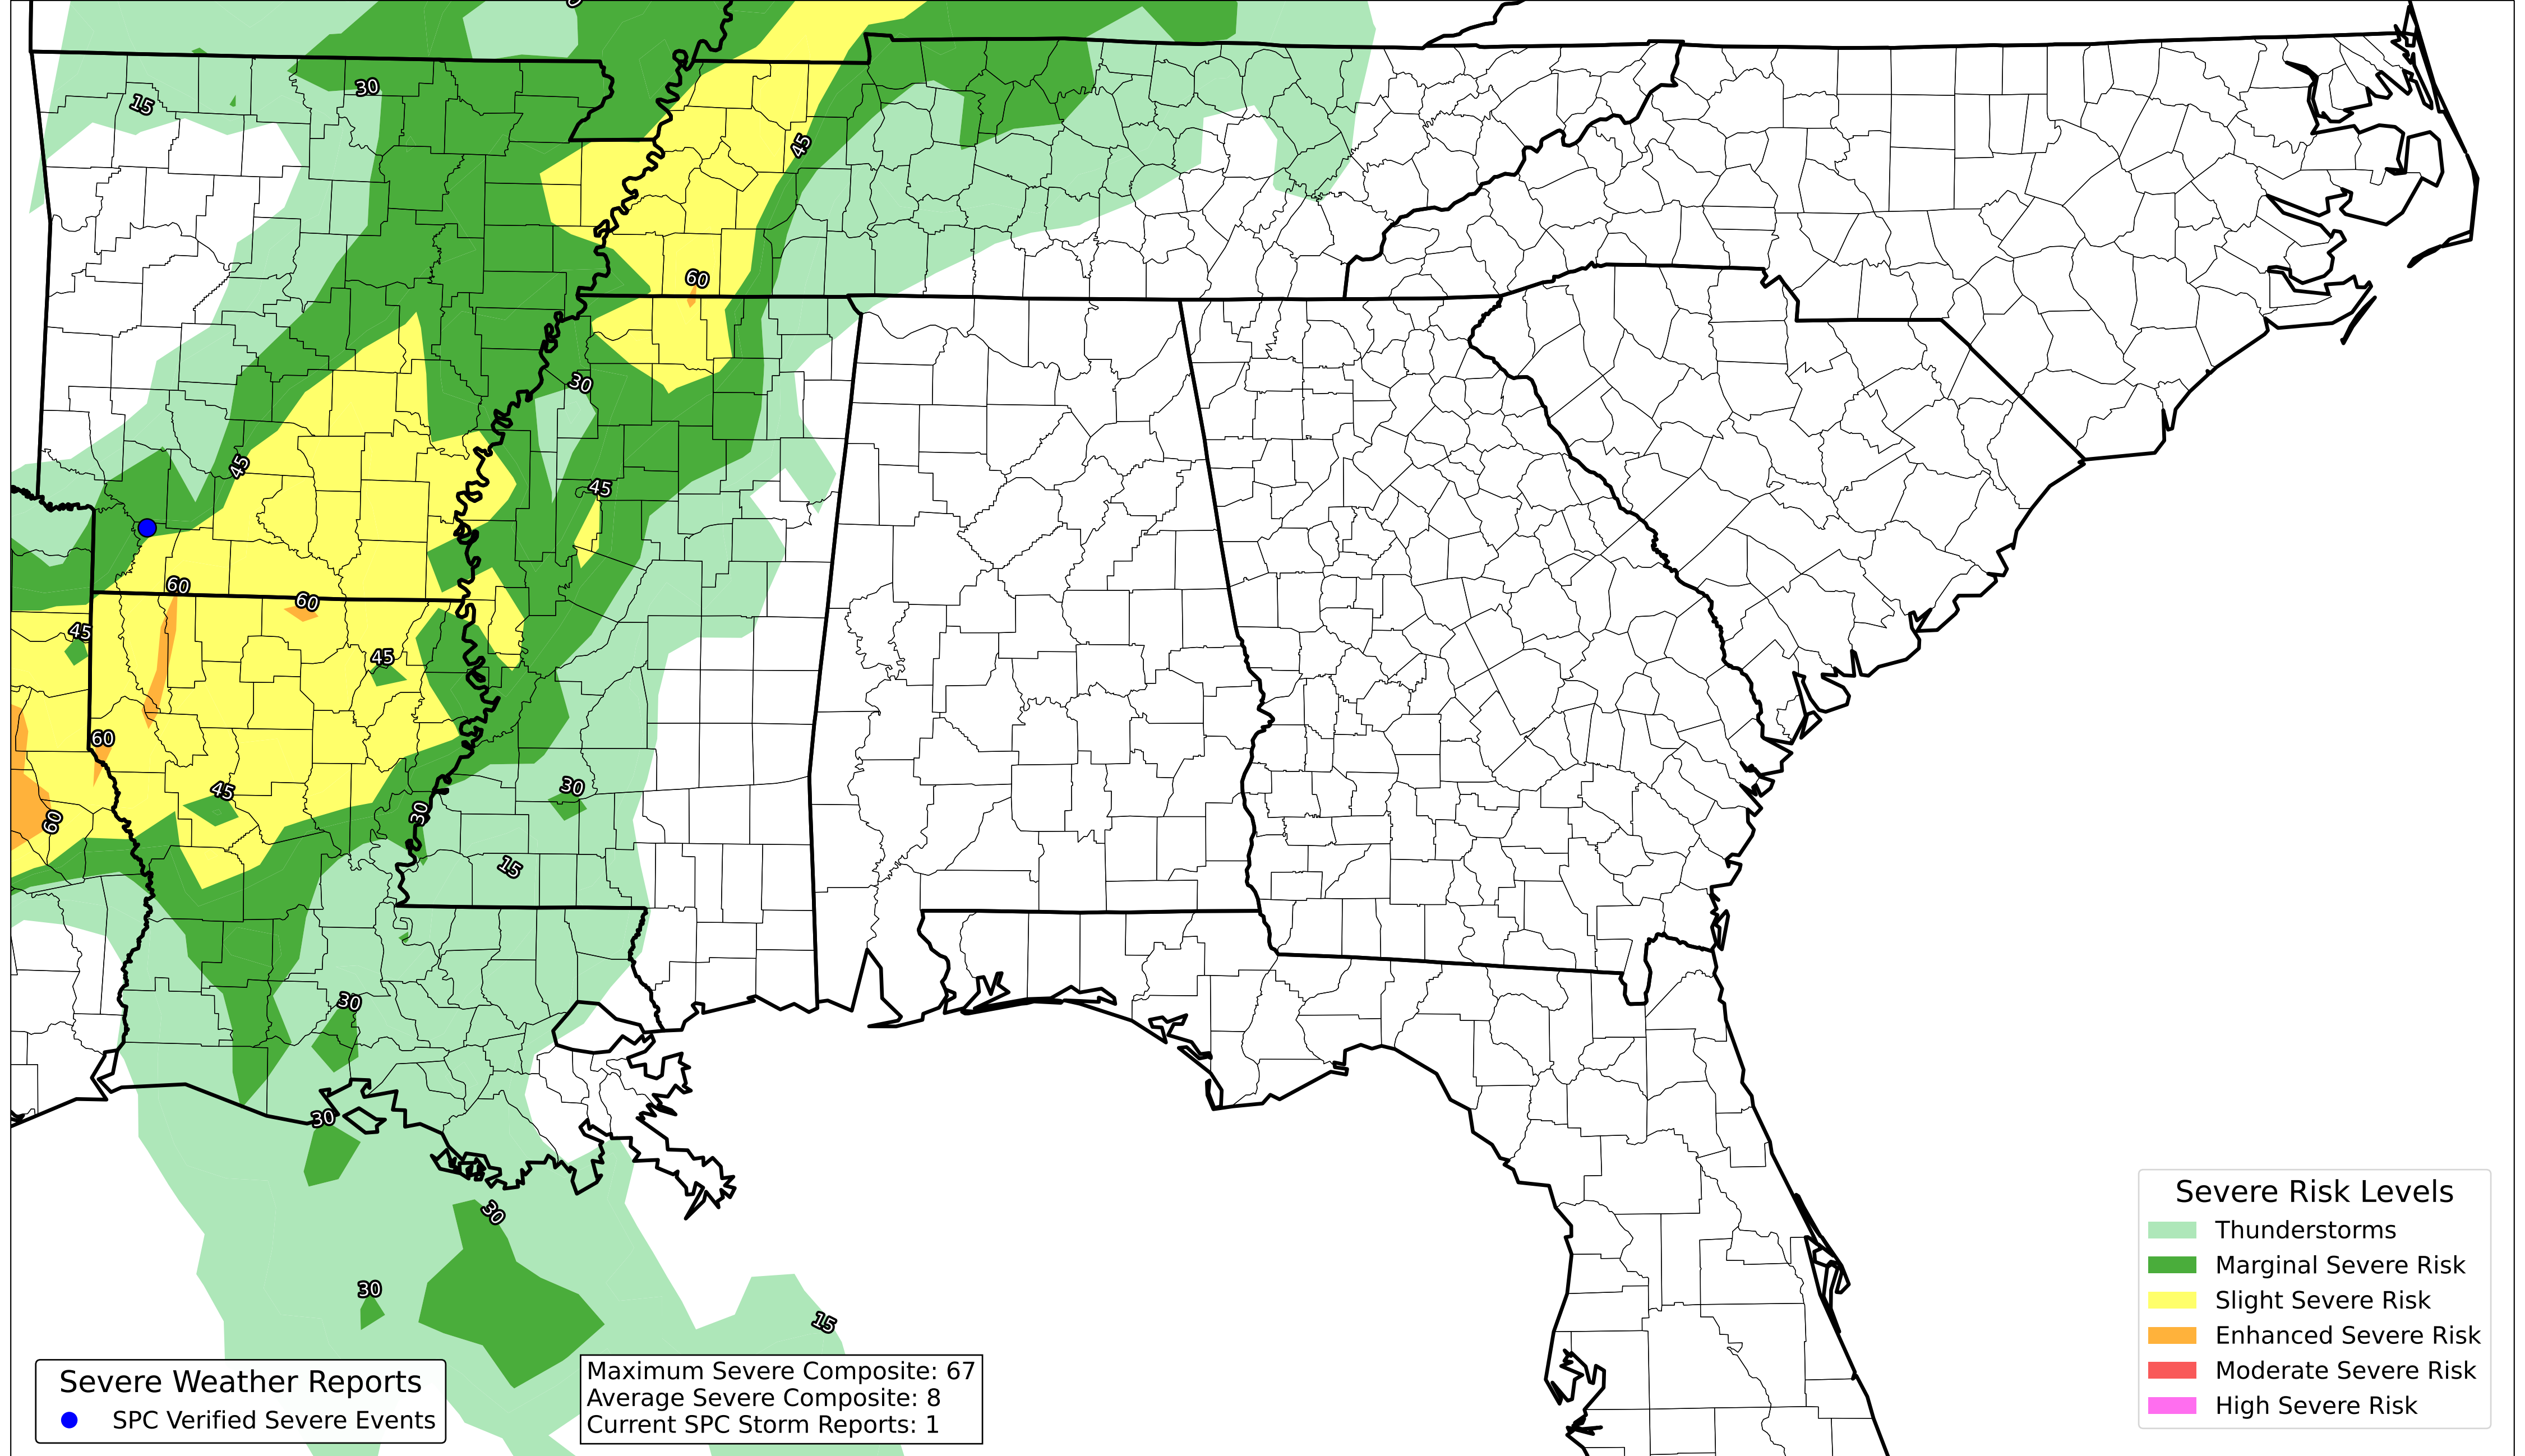 30
15
45
60
30
45
45
60
60
45
45
60
45
60
30
30
15
30
30
30
30
15
Severe Weather Reports
SPC Verified Severe Events
Maximum Severe Composite: 67
Average Severe Composite: 8
Current SPC Storm Reports: 1
Severe Risk Levels
Thunderstorms
Marginal Severe Risk
Slight Severe Risk
Enhanced Severe Risk
Moderate Severe Risk
High Severe Risk